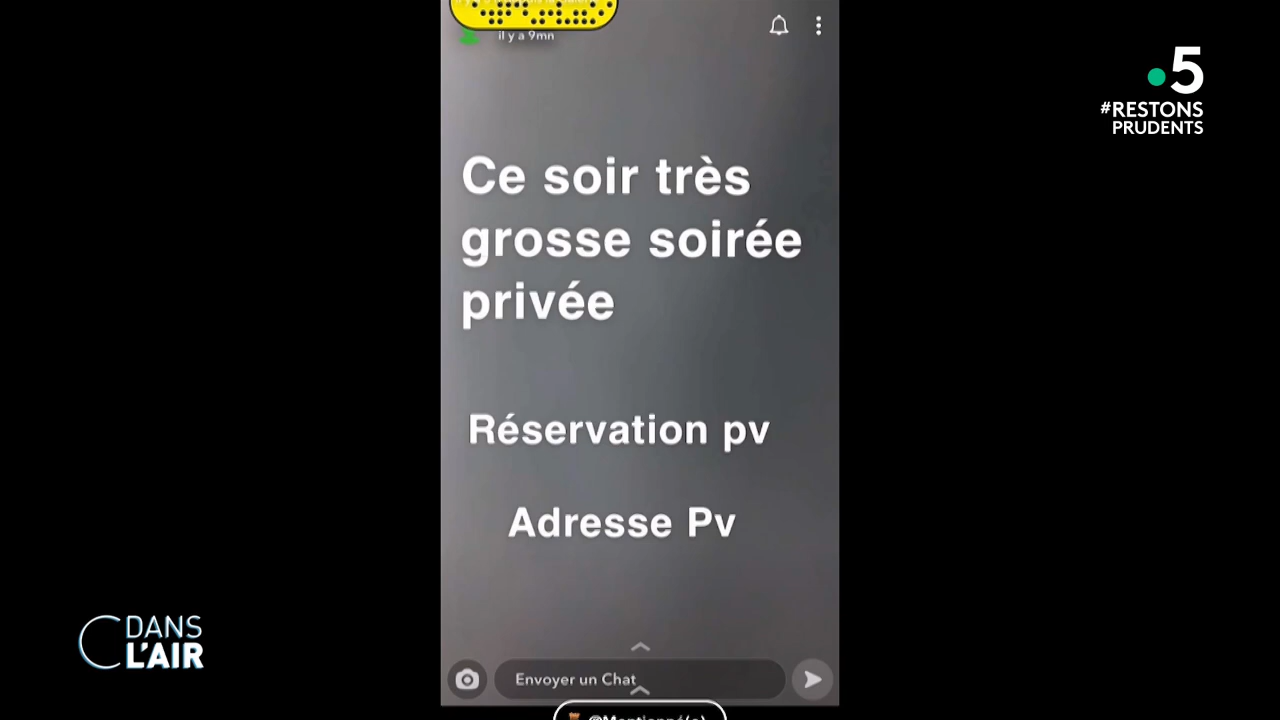 il y a 9mn
5
#RESTONS
PRUDENTS
Ce soir très
grosse soirée
privée
Réservation pv
Adresse Pv
C DANS
L'AIR
Envoyer un Chat
@Mentionné(e)